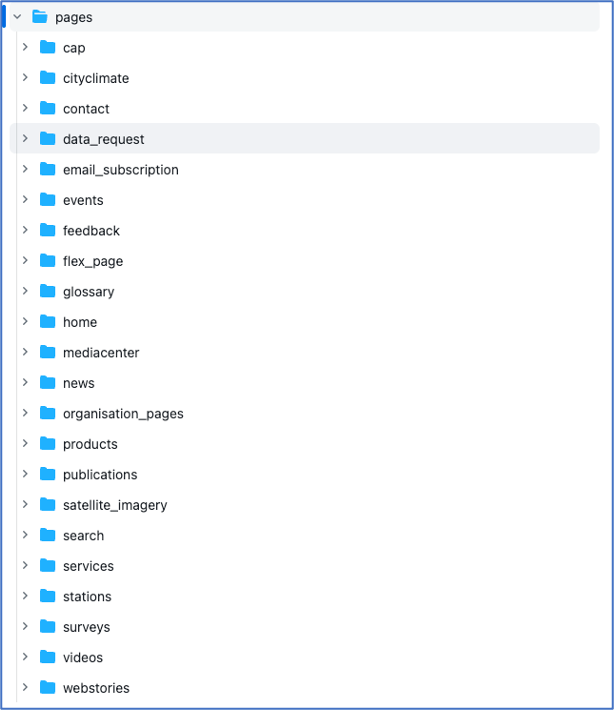 pages
cap
cityclimate
contact
data_request
email_subscription
events
feedback
flex_page
glossary
home
mediacenter
news
organisation_pages
products
publications
satellite_imagery
search
services
stations
surveys
videos
webstories